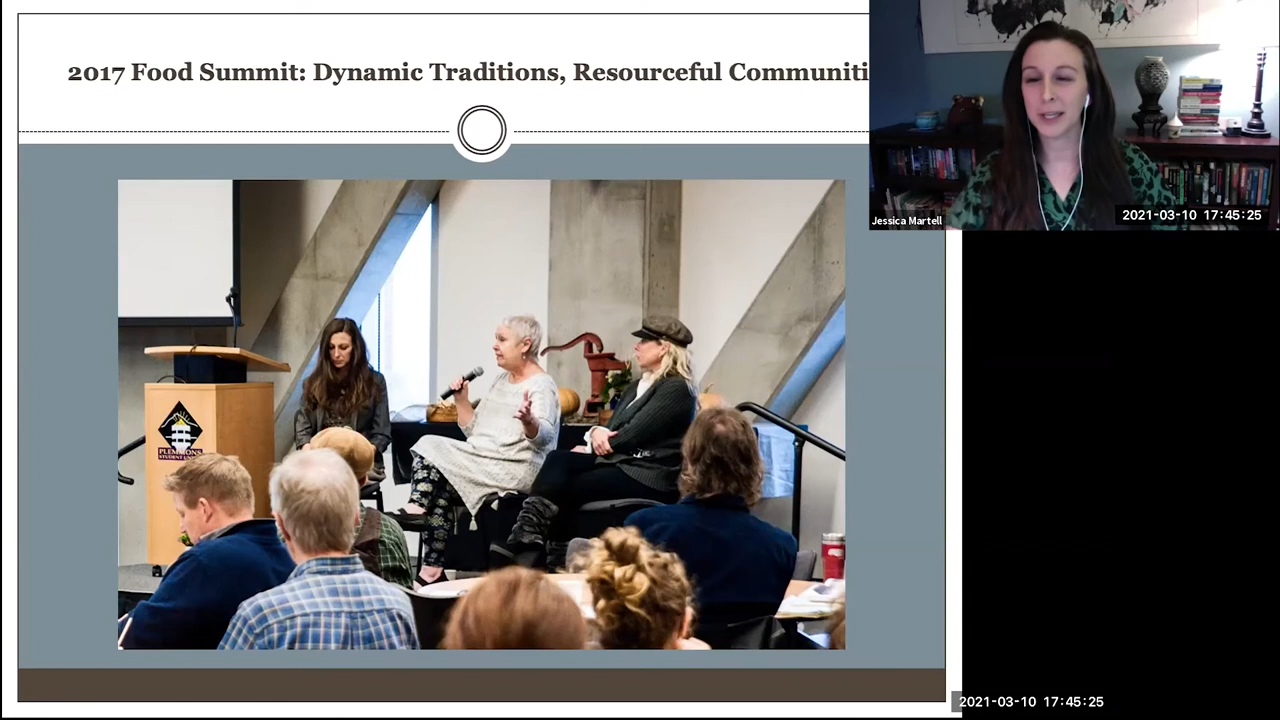 2017 Food Summit: Dynamic Traditions, Resourceful Communiti
Jessica Martell
2021-03-10 17:45:25
PLEMMONS
STUDENT UNION
2021-03-10 17:45:25